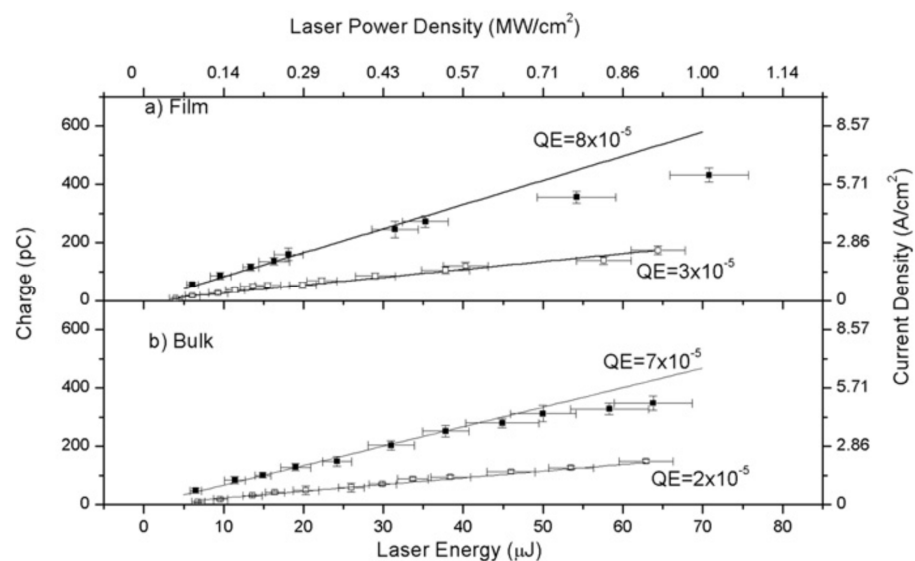 Laser Power Density (MW/cm²)
0 0.14 0.29 0.43 0.57 0.71 0.86 1.00 1.14
a) Film
600 8.57
QE=8x10⁻⁵
400 5.71
200 2.86
QE=3x10⁻⁵
0 0
Charge (pC)
Current Density (A/cm²)
b) Bulk
600 8.57
QE=7x10⁻⁵
400 5.71
200 2.86
QE=2x10⁻⁵
0 0
0 10 20 30 40 50 60 70 80
Laser Energy (μJ)